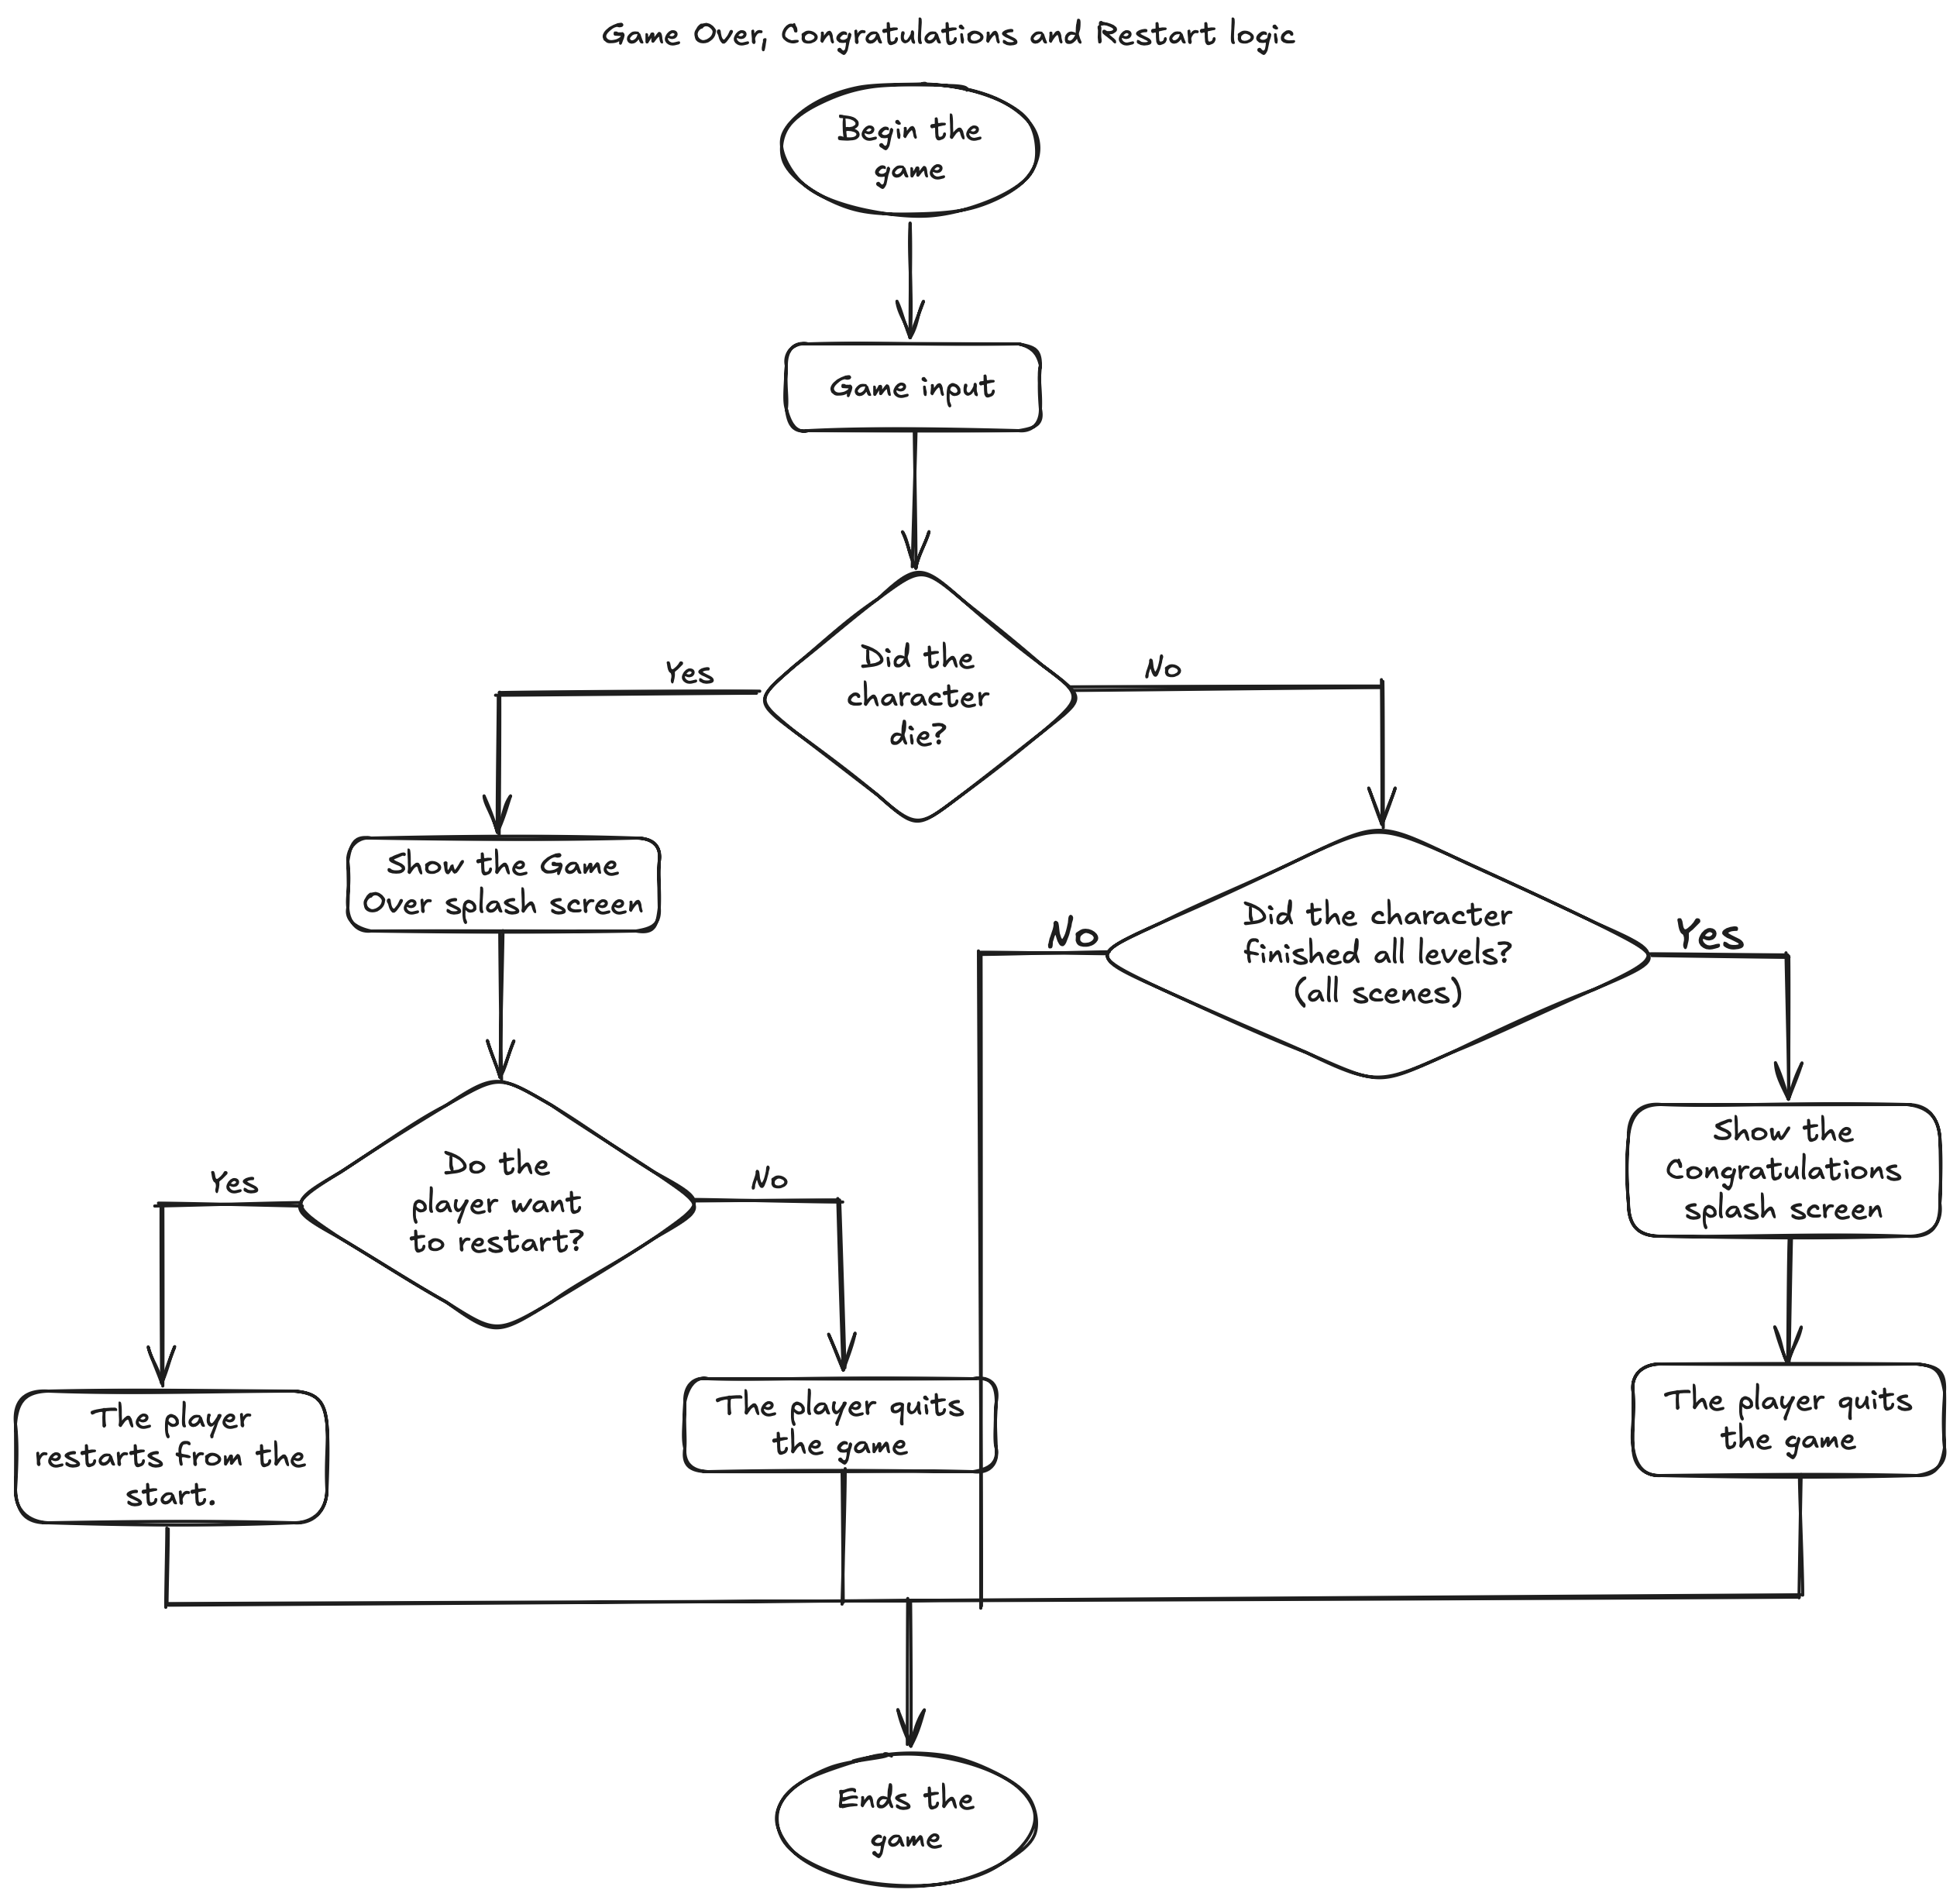 Game Over, Congratulations and Restart logic
Begin the
game
Game input
Did the
character
die?
Yes
No
Show the Game
Over splash screen
Did the character
finished all levels?
(all scenes)
No
Yes
Do the
player want
to restart?
Yes
No
Show the
Congratulations
splash screen
The player
restarts from the
start.
The player quits
the game
The player quits
the game
Ends the
game